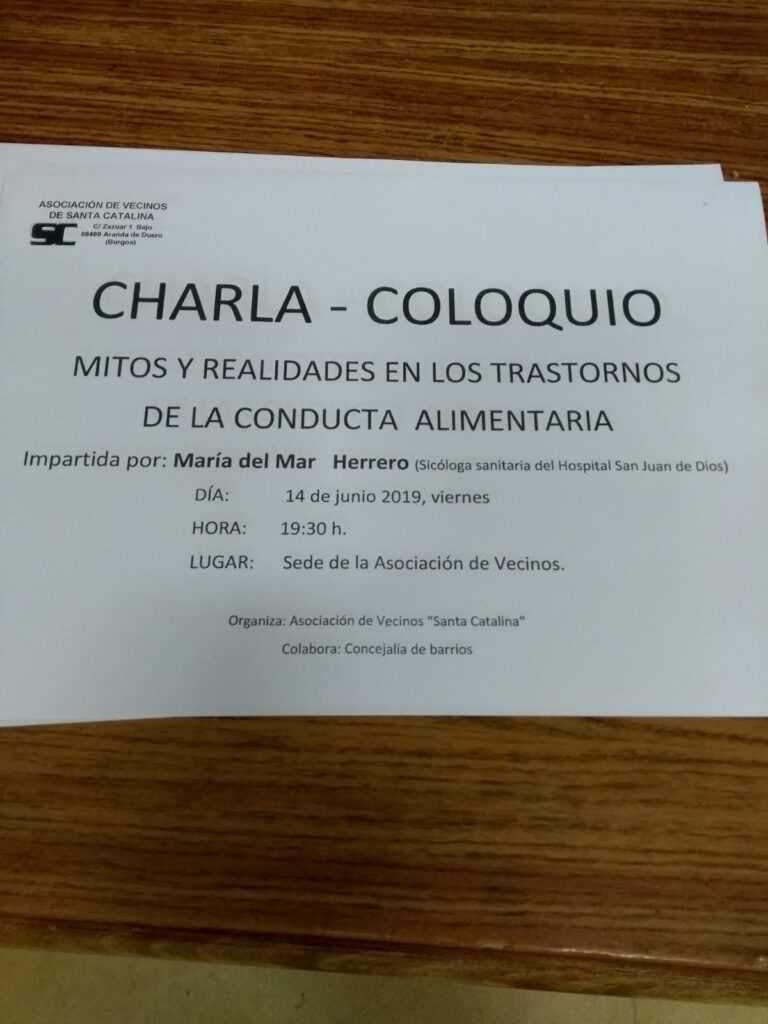 ASOCIACIÓN DE VECINOS
DE SANTA CATALINA
SC
C/ Zazuar 1 Bajo
09400 Aranda de Duero
(Burgos)
CHARLA - COLOQUIO
MITOS Y REALIDADES EN LOS TRASTORNOS
DE LA CONDUCTA ALIMENTARIA
Impartida por: María del Mar Herrero (Sicóloga sanitaria del Hospital San Juan de Dios)
DÍA: 14 de junio 2019, viernes
HORA: 19:30 h.
LUGAR: Sede de la Asociación de Vecinos.
Organiza: Asociación de Vecinos "Santa Catalina"
Colabora: Concejalía de barrios